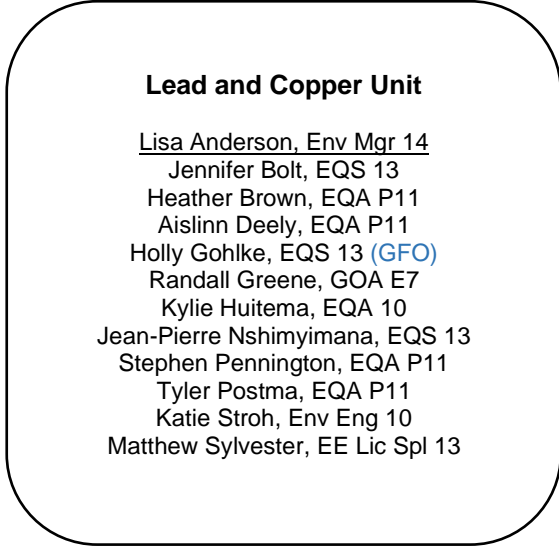 Lead and Copper Unit
Lisa Anderson, Env Mgr 14
Jennifer Bolt, EQS 13
Heather Brown, EQA P11
Aislinn Deely, EQA P11
Holly Gohlke, EQS 13 (GFO)
Randall Greene, GOA E7
Kylie Huitema, EQA 10
Jean-Pierre Nshimyimana, EQS 13
Stephen Pennington, EQA P11
Tyler Postma, EQA P11
Katie Stroh, Env Eng 10
Matthew Sylvester, EE Lic Spl 13